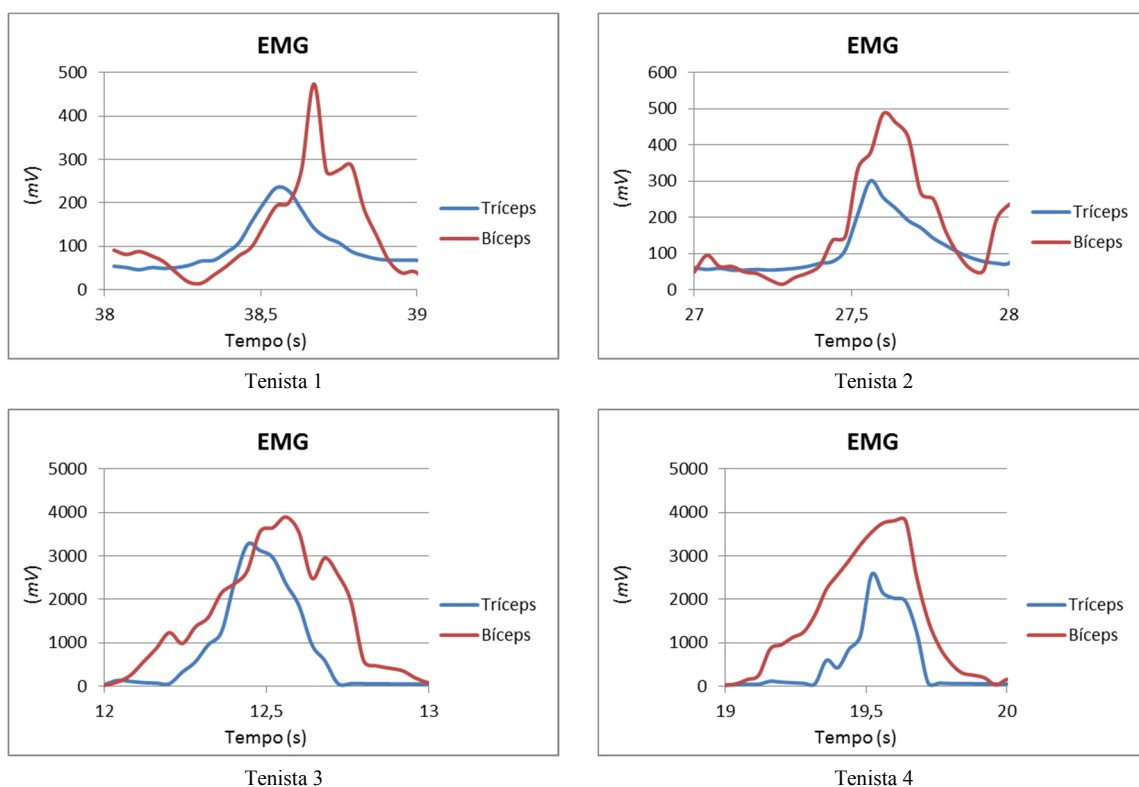 EMG
500
400
300
200
100
0
(mV)
38
38,5
39
Tempo (s)
Tríceps
Bíceps
Tenista 1
EMG
600
500
400
300
200
100
0
(mV)
27
27,5
28
Tempo (s)
Tríceps
Bíceps
Tenista 2
EMG
5000
4000
3000
2000
1000
0
(mV)
12
12,5
13
Tempo (s)
Tríceps
Bíceps
Tenista 3
EMG
5000
4000
3000
2000
1000
0
(mV)
19
19,5
20
Tempo (s)
Tríceps
Bíceps
Tenista 4